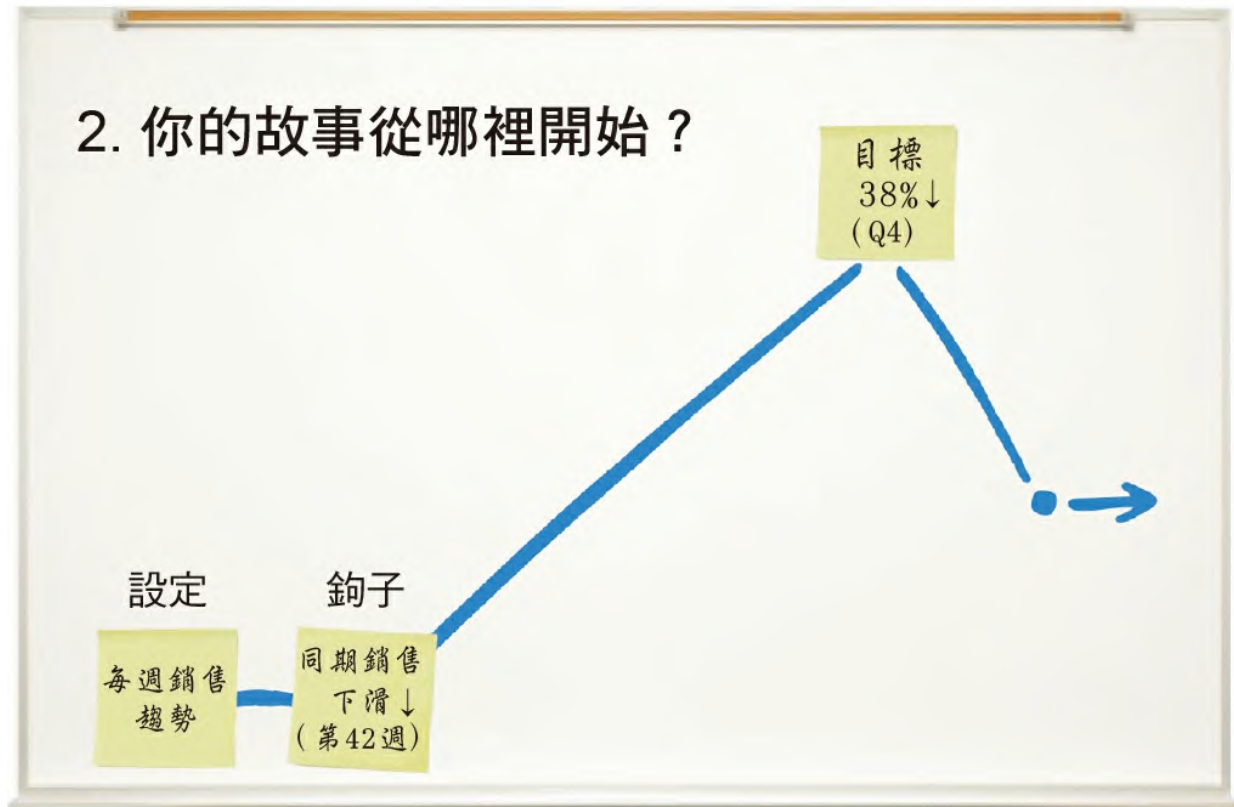 2. 你的故事從哪裡開始？
目標
38%↓
(Q4)
設定
鉤子
每週銷售
趨勢
同期銷售
下滑↓
(第42週)